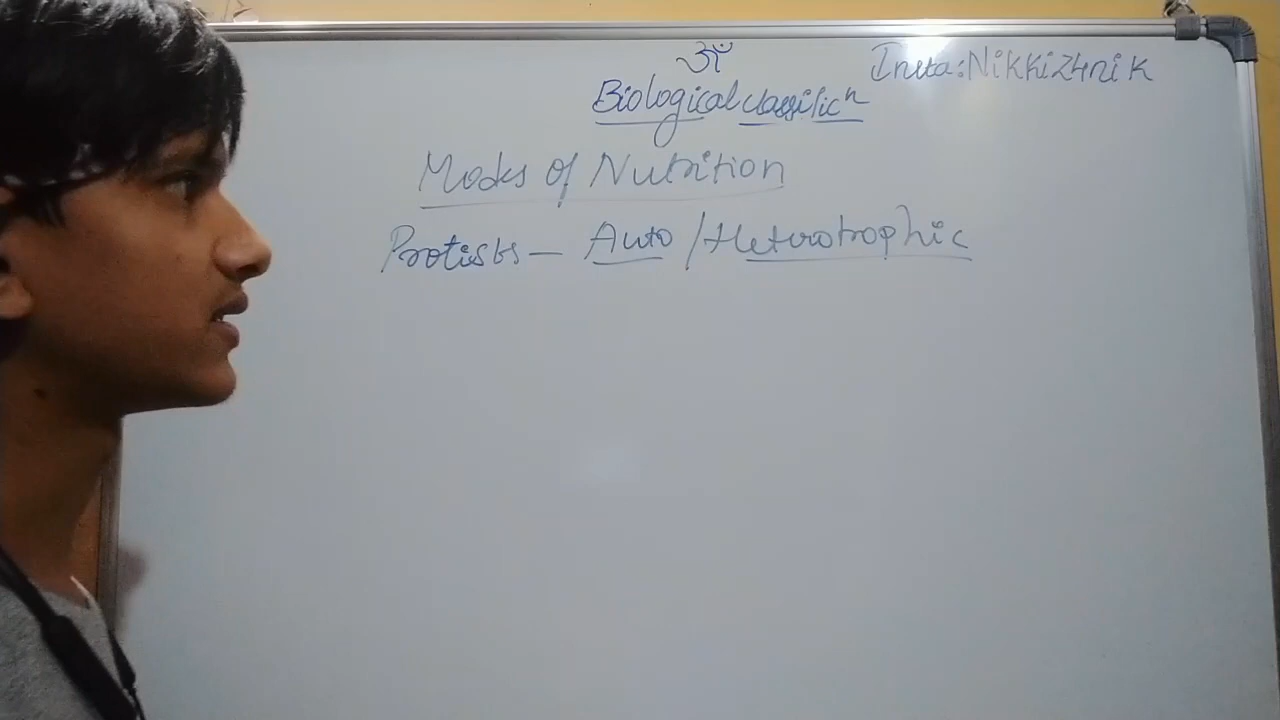 ॐ
Insta: Nikki24nik
Biological classificⁿ
Modes of Nutrition
Protists — Auto / Heterotrophic